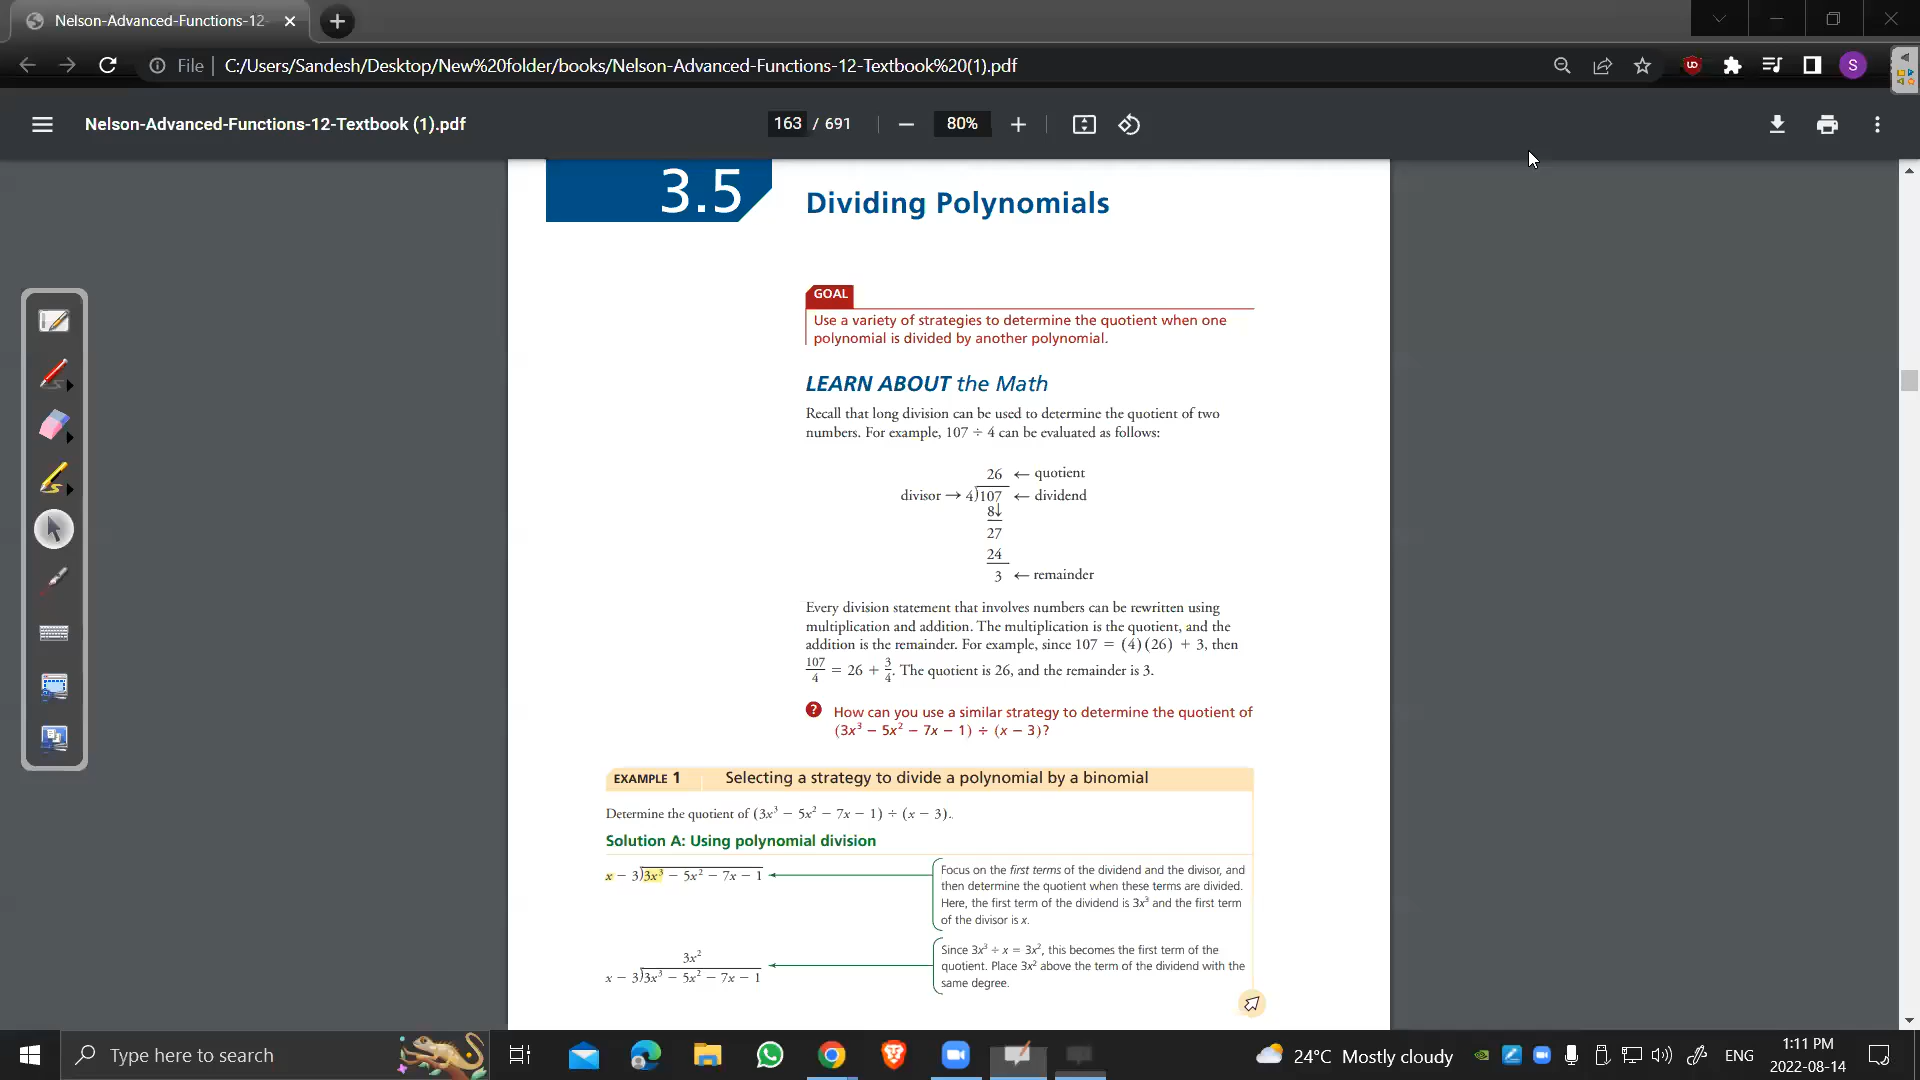 Nelson-Advanced-Functions-12-
File | C:/Users/Sandesh/Desktop/New%20folder/books/Nelson-Advanced-Functions-12-Textbook%20(1).pdf
S
Nelson-Advanced-Functions-12-Textbook (1).pdf
163 / 691
80%
3.5
Dividing Polynomials
GOAL
Use a variety of strategies to determine the quotient when one
polynomial is divided by another polynomial.
LEARN ABOUT the Math
Recall that long division can be used to determine the quotient of two
numbers. For example, 107 ÷ 4 can be evaluated as follows:
26 ← quotient
divisor → 4)107 ← dividend
8↓
27
24
3 ← remainder
Every division statement that involves numbers can be rewritten using
multiplication and addition. The multiplication is the quotient, and the
addition is the remainder. For example, since 107 = (4)(26) + 3, then
107/4 = 26 + 3/4. The quotient is 26, and the remainder is 3.
? How can you use a similar strategy to determine the quotient of
(3x³ − 5x² − 7x − 1) ÷ (x − 3)?
EXAMPLE 1 Selecting a strategy to divide a polynomial by a binomial
Determine the quotient of (3x³ − 5x² − 7x − 1) ÷ (x − 3).
Solution A: Using polynomial division
x − 3)3x³ − 5x² − 7x − 1
Focus on the first terms of the dividend and the divisor, and
then determine the quotient when these terms are divided.
Here, the first term of the dividend is 3x³ and the first term
of the divisor is x.
3x²
x − 3)3x³ − 5x² − 7x − 1
Since 3x³ ÷ x = 3x², this becomes the first term of the
quotient. Place 3x² above the term of the dividend with the
same degree.
Type here to search
24°C Mostly cloudy
ENG
1:11 PM
2022-08-14